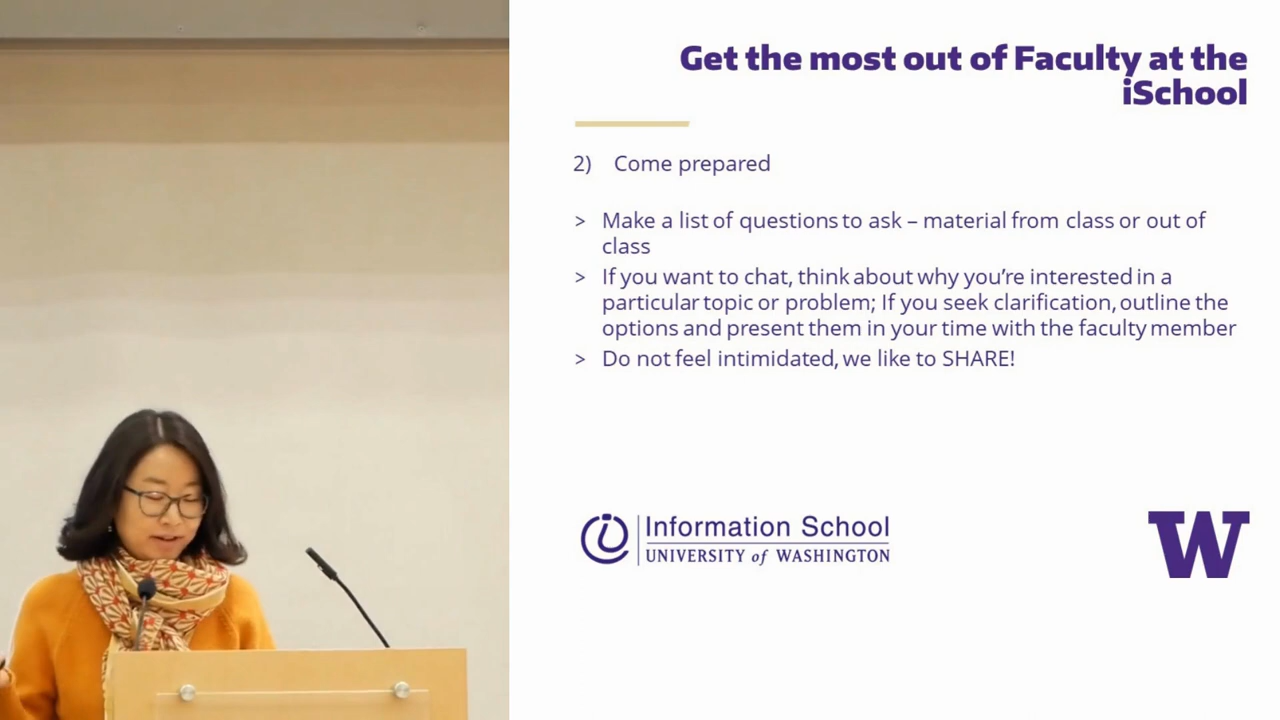 Get the most out of Faculty at the
iSchool
2) Come prepared
> Make a list of questions to ask – material from class or out of
class
> If you want to chat, think about why you're interested in a
particular topic or problem; If you seek clarification, outline the
options and present them in your time with the faculty member
> Do not feel intimidated, we like to SHARE!
Information School
UNIVERSITY of WASHINGTON
W